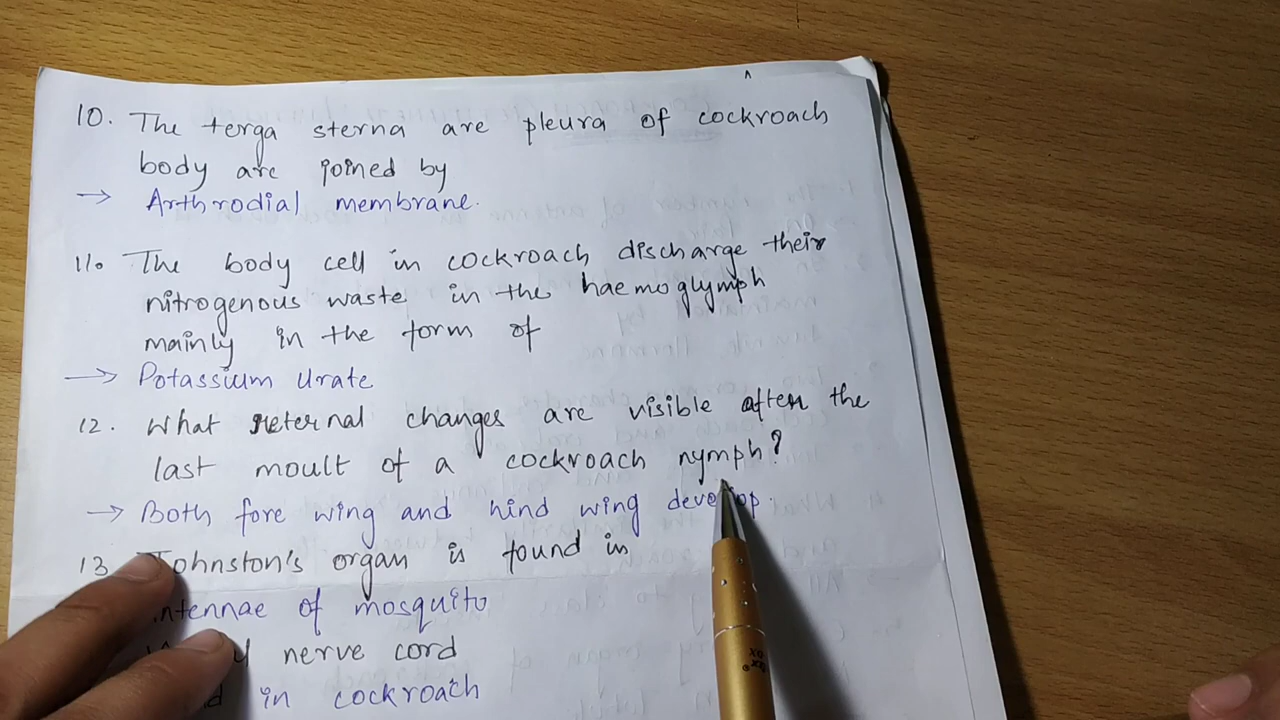 10. The terga sterna are pleura of cockroach
body are joined by
→ Arthrodial membrane.
11. The body cell in cockroach discharge their
nitrogenous waste in the haemoglymph
mainly in the form of
→ Potassium Urate
12. What changes are visible after the
last moult of a cockroach nymph?
→ Both fore wing and hind wing develop.
13 Johnston's organ is found in
of mosquito
nerve cord
in cockroach